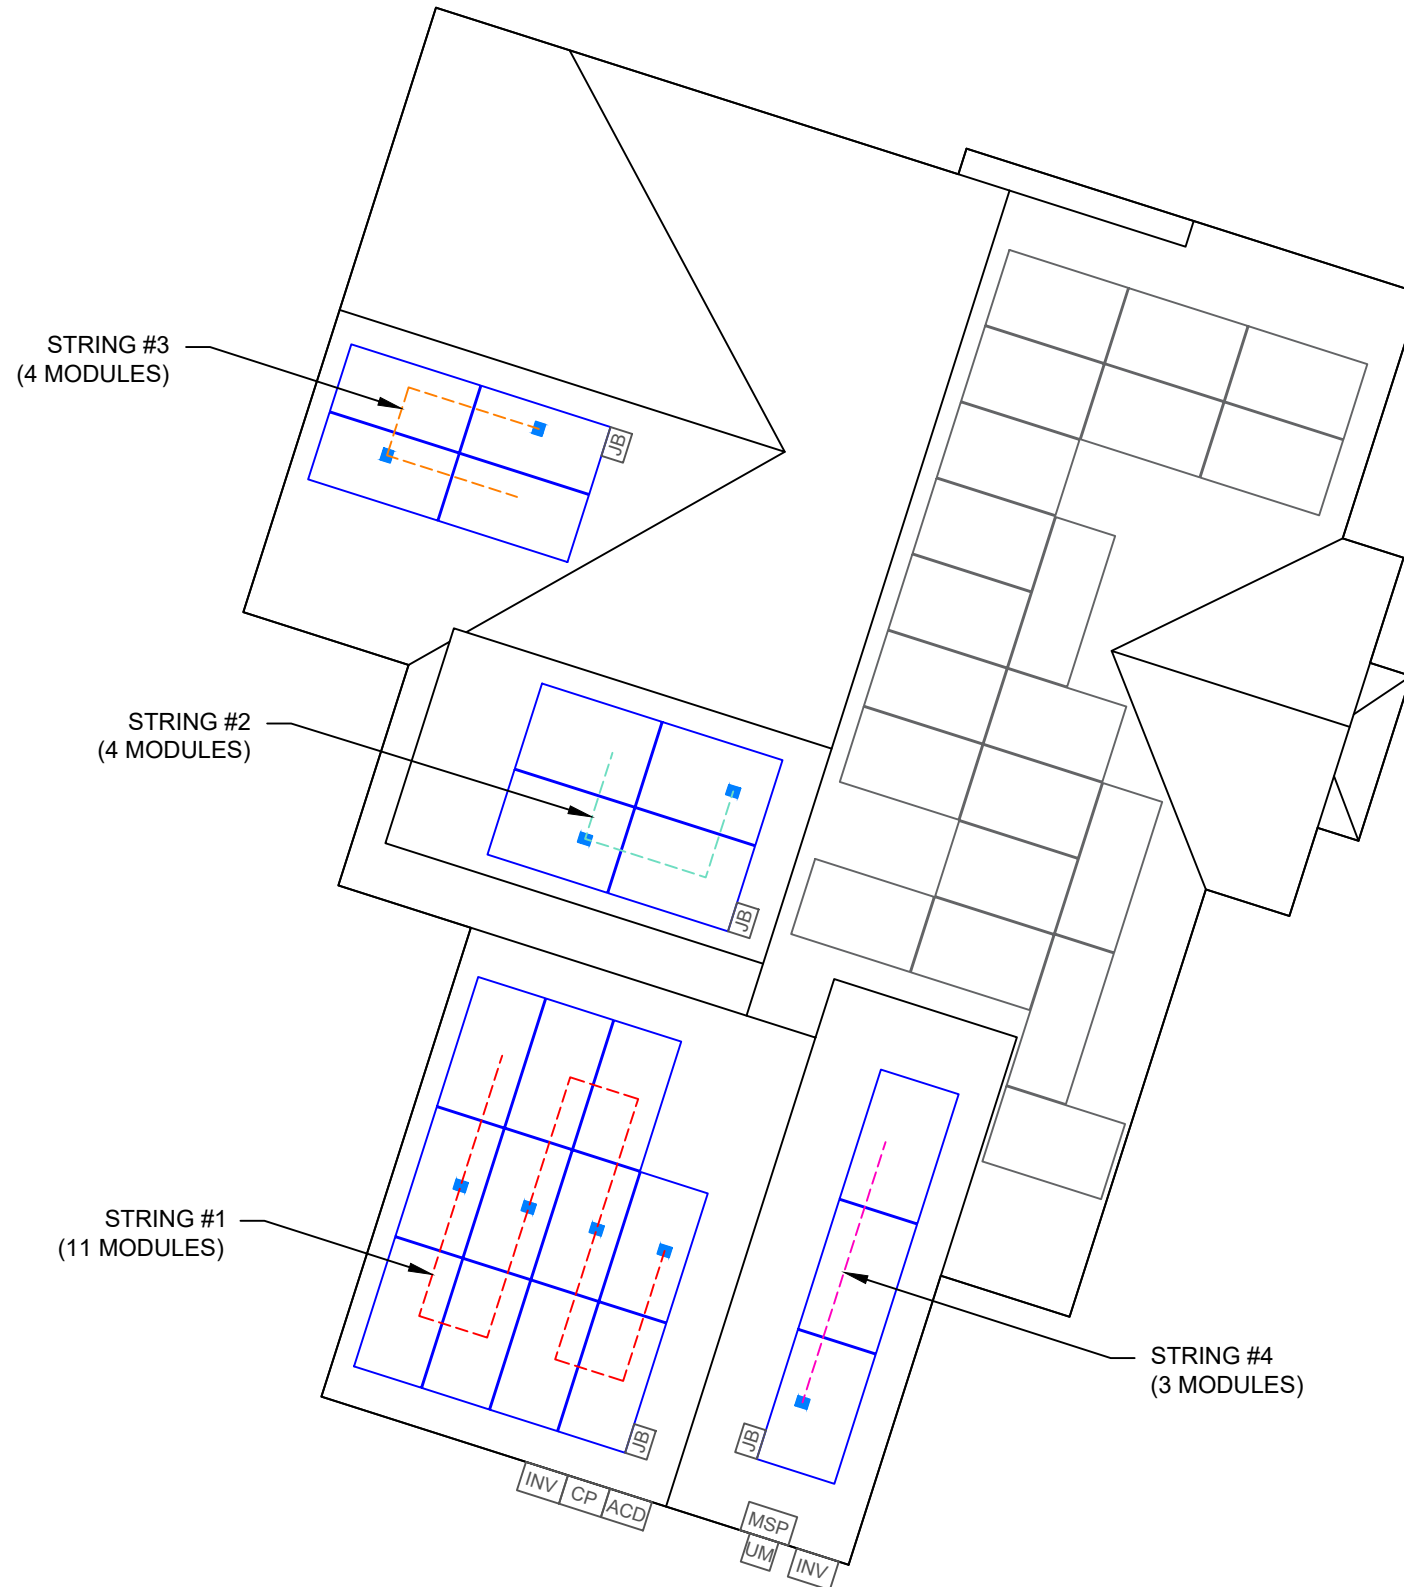 STRING #3
(4 MODULES)
JB
STRING #2
(4 MODULES)
JB
STRING #1
(11 MODULES)
STRING #4
(3 MODULES)
JB
JB
INV
CP
ACD
MSP
UM
INV